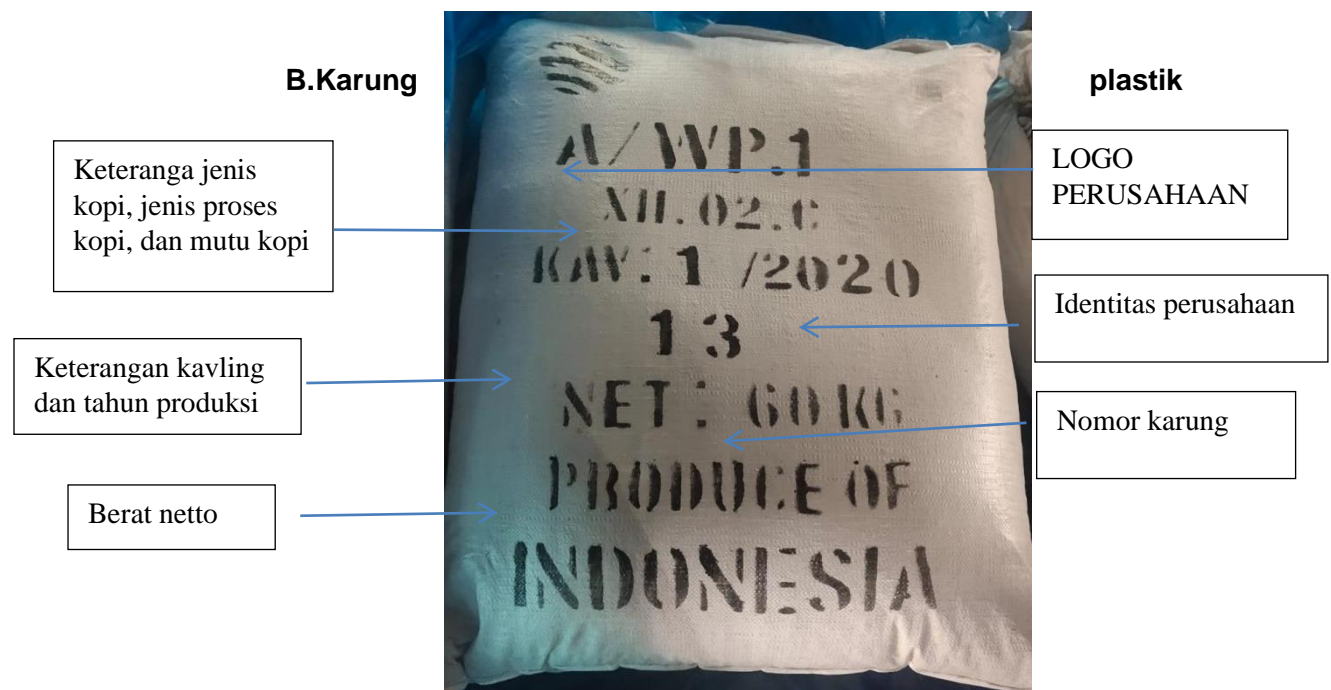 B.Karung plastik
Keteranga jenis
kopi, jenis proses
kopi, dan mutu kopi
Keterangan kavling
dan tahun produksi
Berat netto
A/WP.1
XII.02.C
KAV: 1 /2020
13
NET: 60 KG
PRODUCE OF
INDONESIA
LOGO
PERUSAHAAN
Identitas perusahaan
Nomor karung